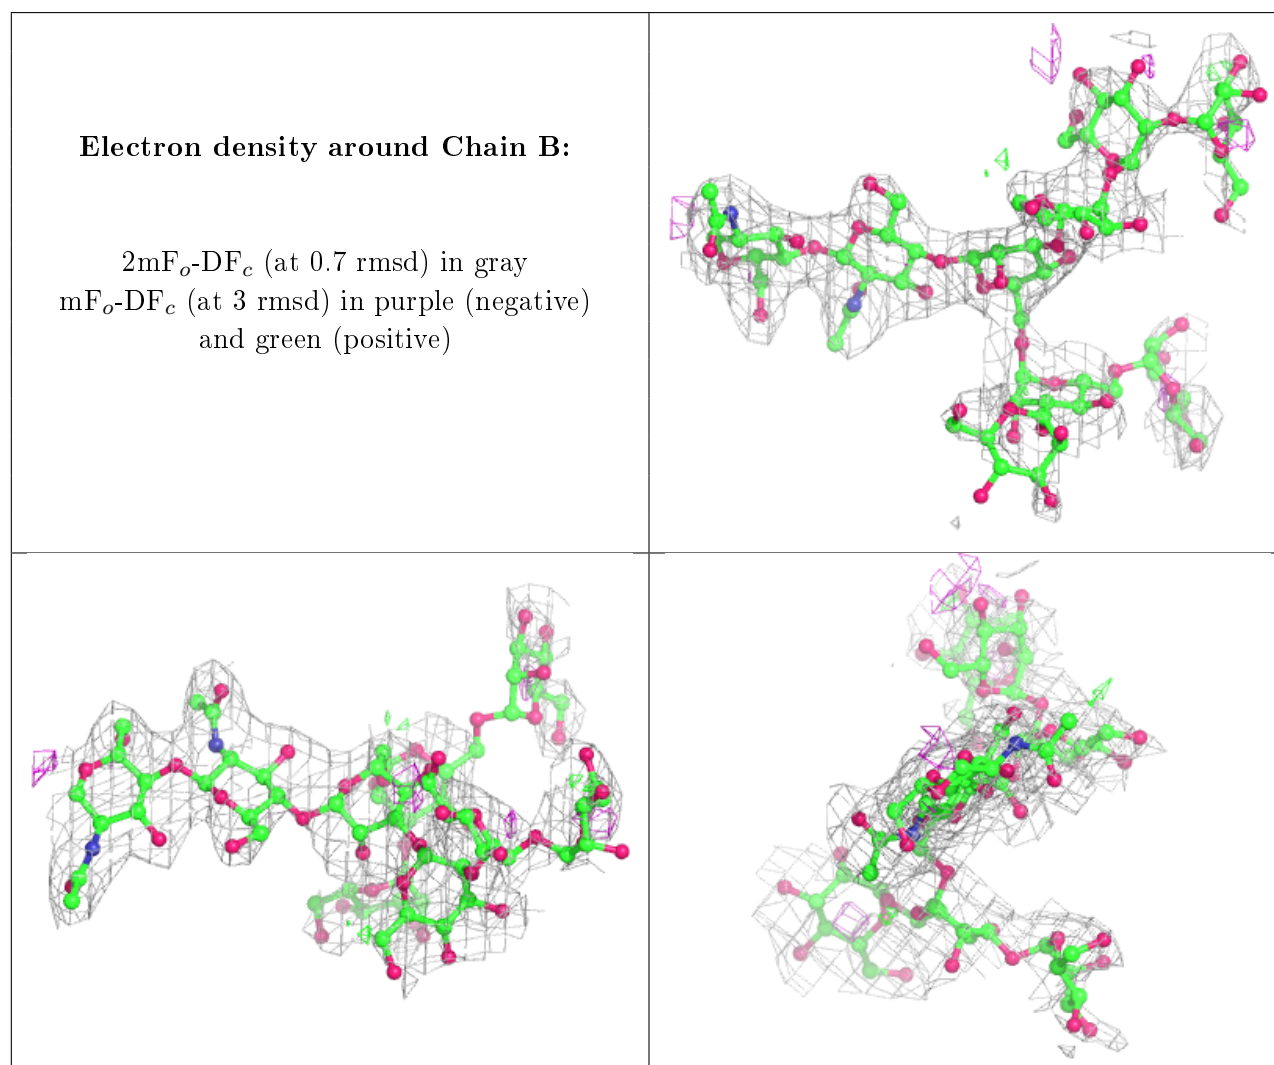 Electron density around Chain B:
2mFo-DFc (at 0.7 rmsd) in gray
mFo-DFc (at 3 rmsd) in purple (negative)
and green (positive)